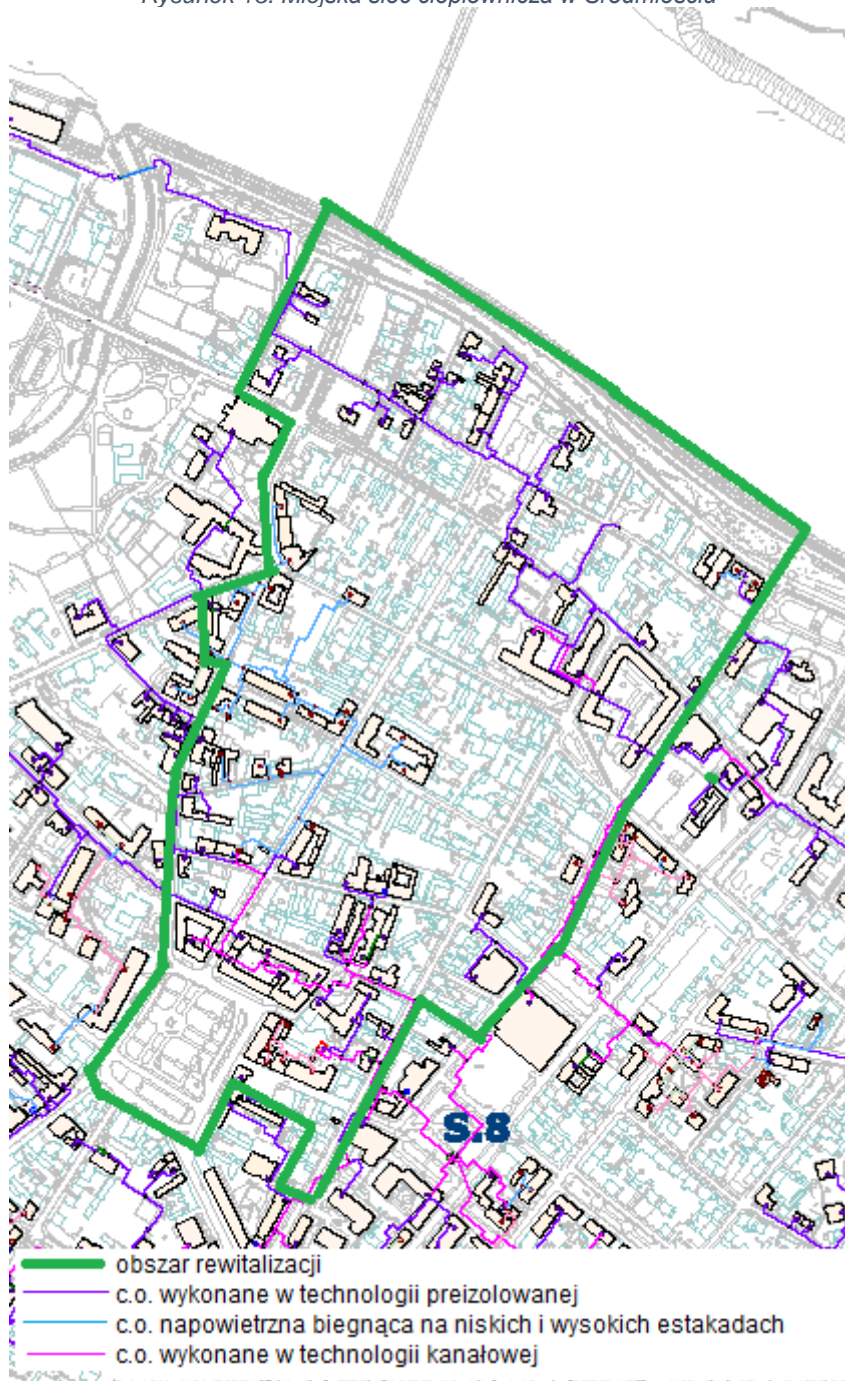 S.8
obszar rewitalizacji
c.o. wykonane w technologii preizolowanej
c.o. napowietrzna biegnąca na niskich i wysokich estakadach
c.o. wykonane w technologii kanałowej